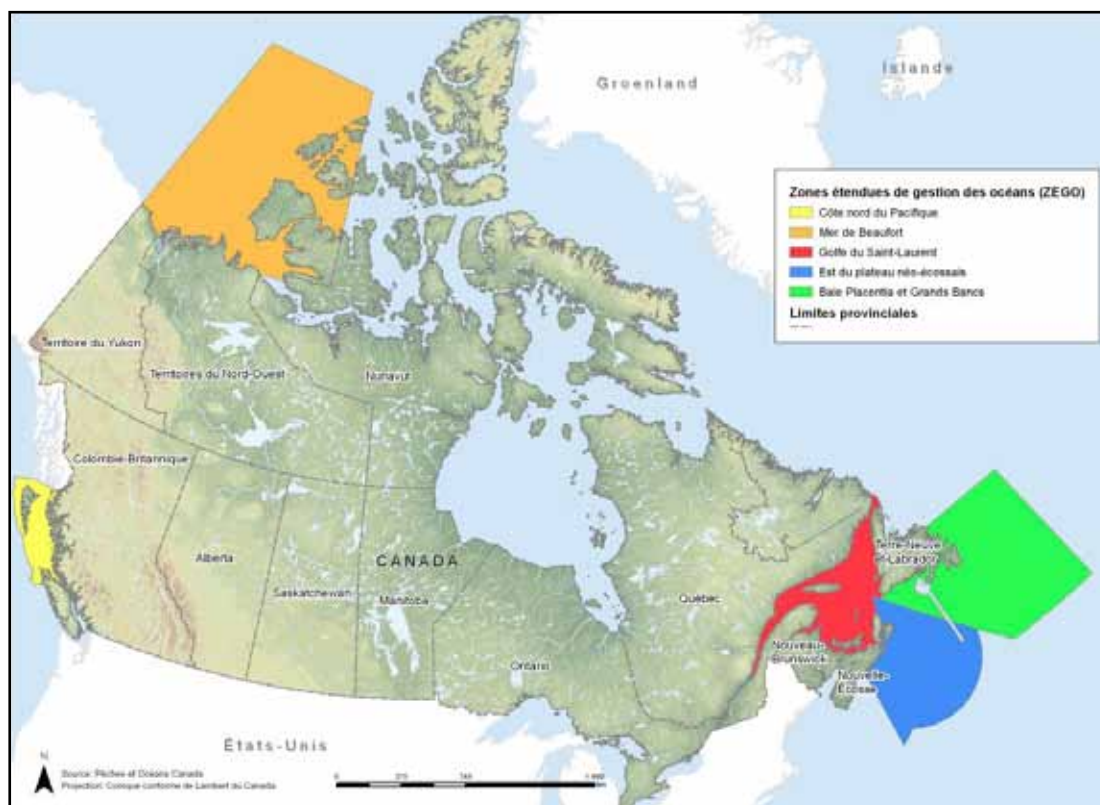 Groenland
Islande
Zones étendues de gestion des océans (ZEGO)
Côte nord du Pacifique
Mer de Beaufort
Golfe du Saint-Laurent
Est du plateau néo-écossais
Baie Placentia et Grands Bancs
Limites provinciales
Territoire du Yukon
Territoires du Nord-Ouest
Nunavut
Colombie-Britannique
Alberta
Saskatchewan
CANADA
Manitoba
Ontario
Québec
Terre-Neuve
et-Labrador
Nouveau-
Brunswick
Nouvelle-
Écosse
États-Unis
N
Source: Pêches et Océans Canada
Projection: Conique conforme de Lambert du Canada
0